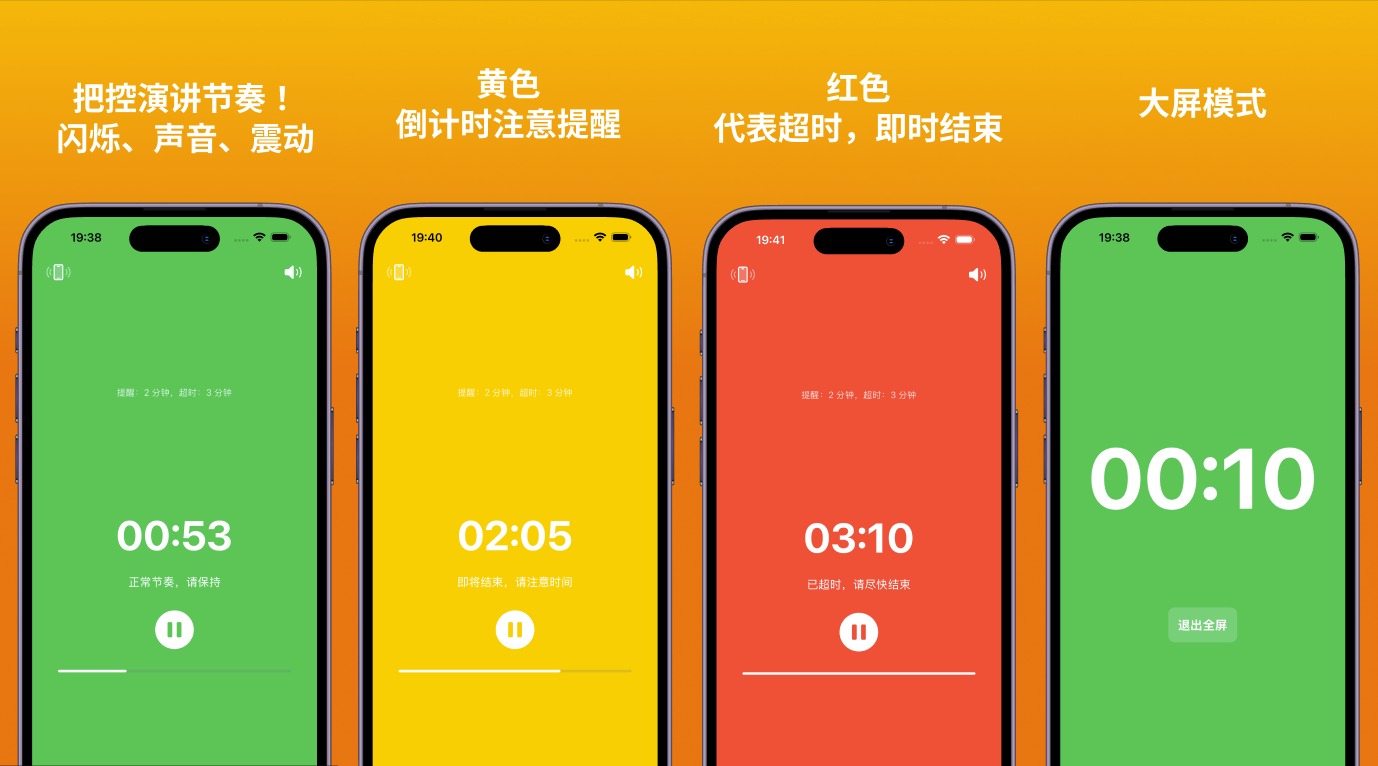 把控演讲节奏！
闪烁、声音、震动
19:38
提醒：2 分钟，超时：3 分钟
00:53
正常节奏，请保持
黄色
倒计时注意提醒
19:40
提醒：2 分钟，超时：3 分钟
02:05
即将结束，请注意时间
红色
代表超时，即时结束
19:41
提醒：2 分钟，超时：3 分钟
03:10
已超时，请尽快结束
大屏模式
19:38
00:10
退出全屏